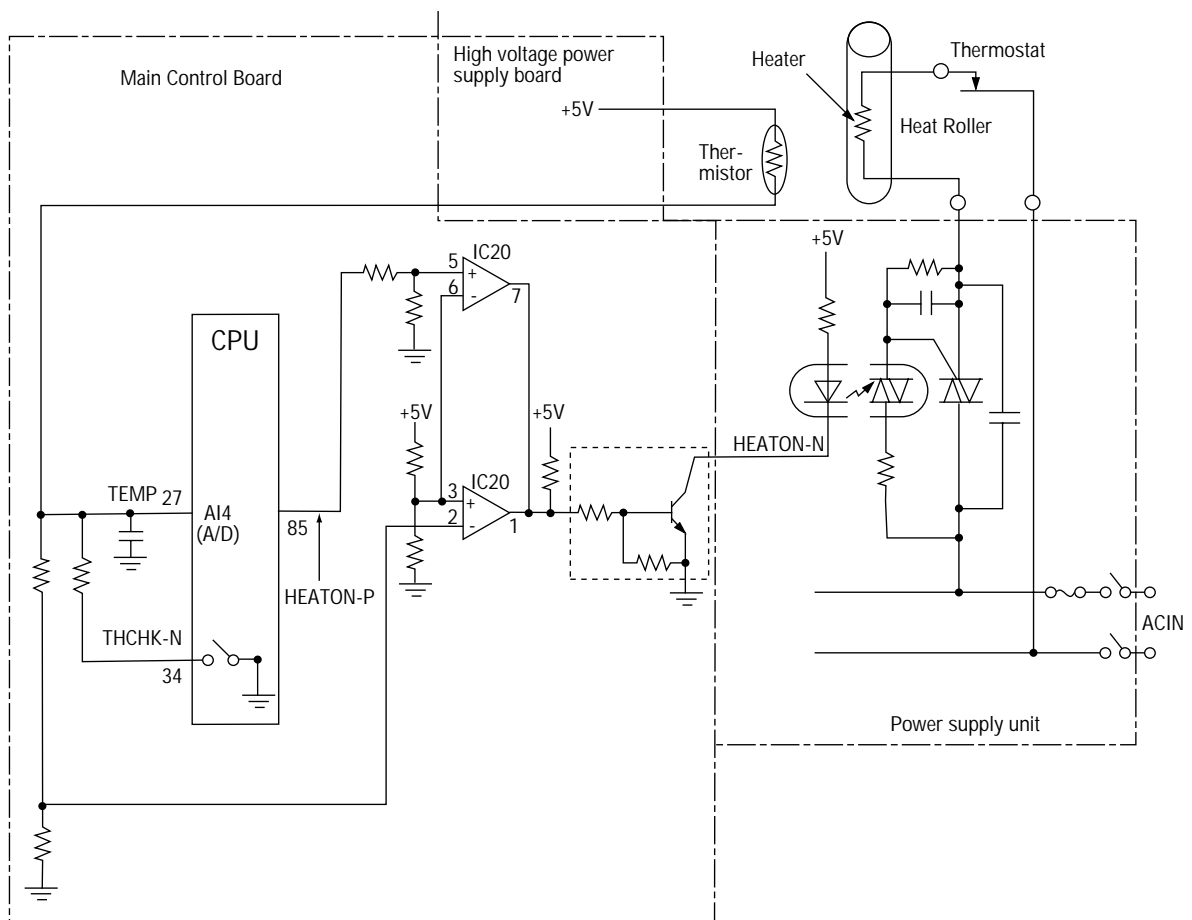 Main Control Board
High voltage power
supply board
+5V
Ther-
mistor
Heater
Thermostat
Heat Roller
IC20
5
+
6
-
7
CPU
+5V
+5V
+5V
HEATON-N
IC20
3
+
2
-
1
TEMP 27
AI4
(A/D)
85
HEATON-P
THCHK-N
34
ACIN
Power supply unit